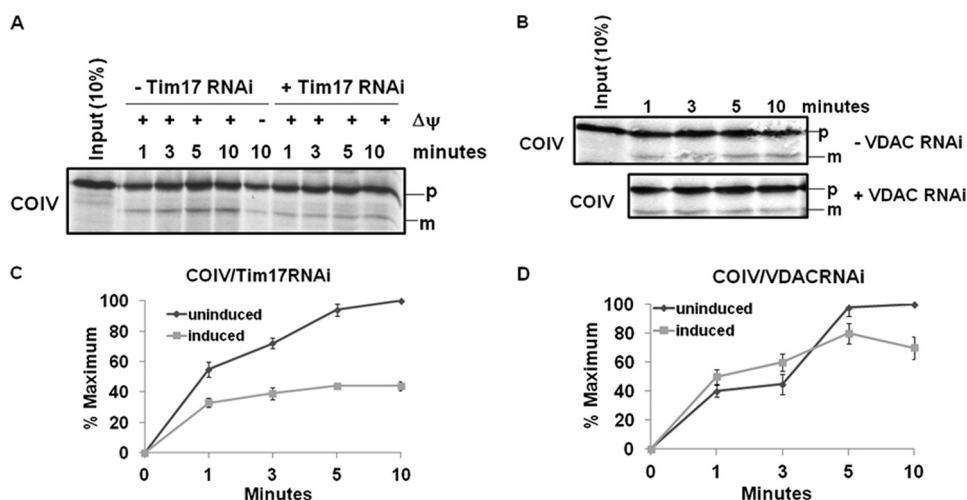 A
Input (10%)
- Tim17 RNAi + Tim17 RNAi
+ + + + - + + + + Δψ
1 3 5 10 10 1 3 5 10 minutes
COIV
p
m
B
Input (10%)
1 3 5 10 minutes
COIV
p
m
- VDAC RNAi
COIV
p
m
+ VDAC RNAi
C
COIV/Tim17RNAi
uninduced
induced
% Maximum
100
80
60
40
20
0
0 1 3 5 10
Minutes
D
COIV/VDACRNAi
uninduced
induced
% Maximum
100
80
60
40
20
0
0 1 3 5 10
Minutes